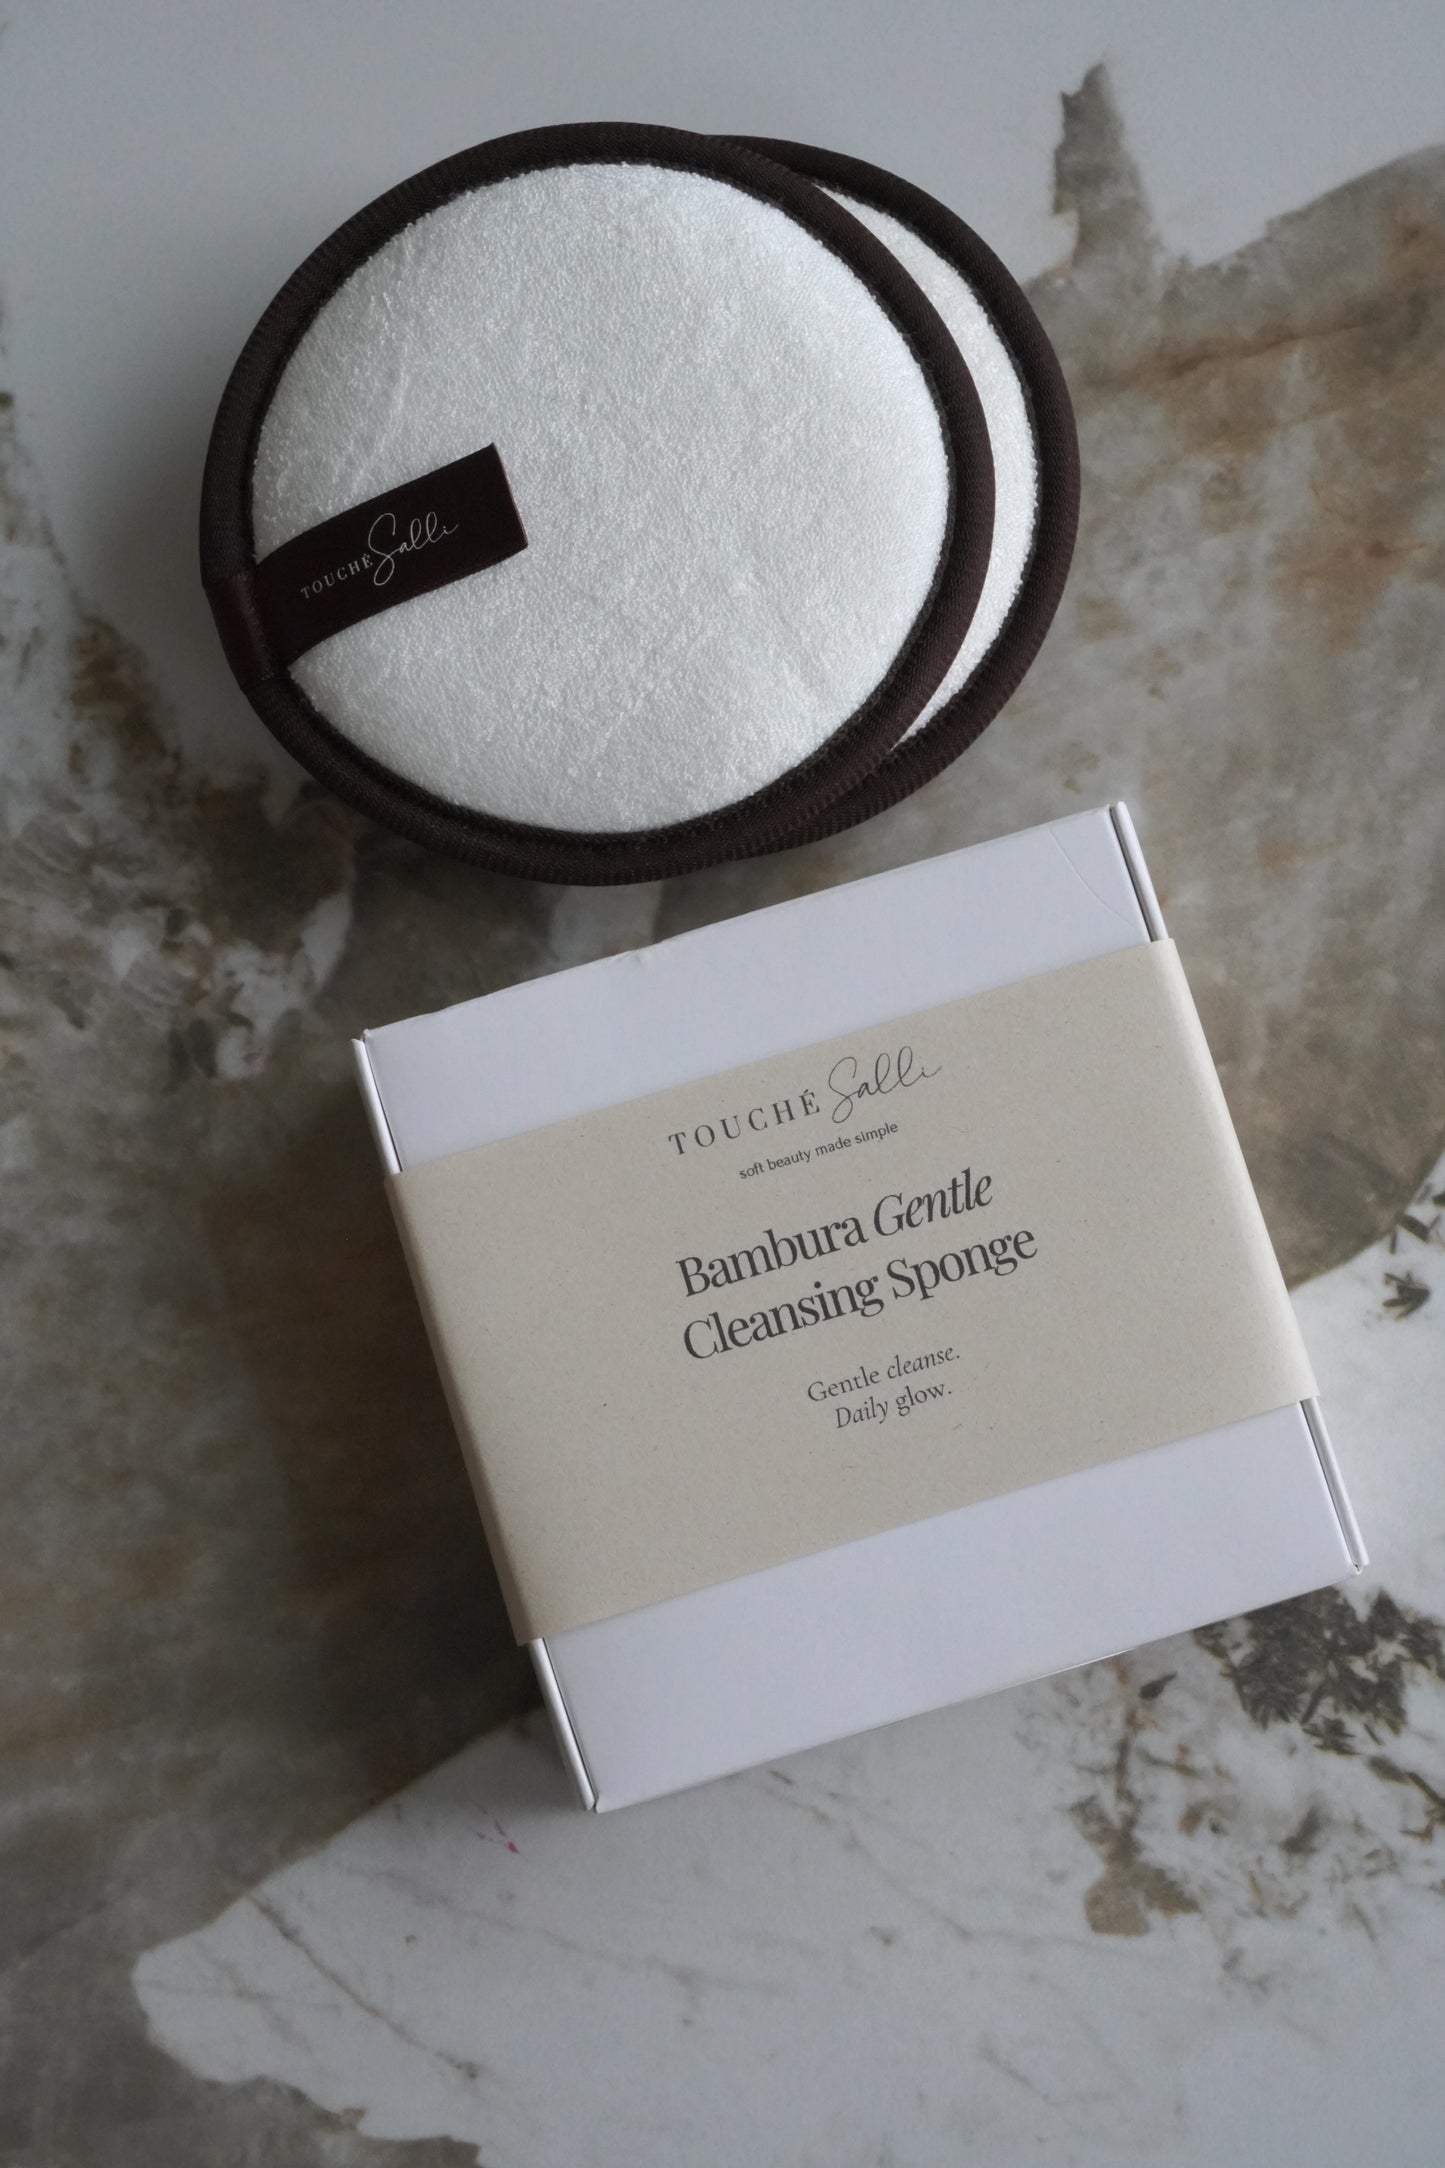 TOUCHÉ Salli
TOUCHÉ Salli
soft beauty made simple
Bambura Gentle
Cleansing Sponge
Gentle cleanse.
Daily glow.